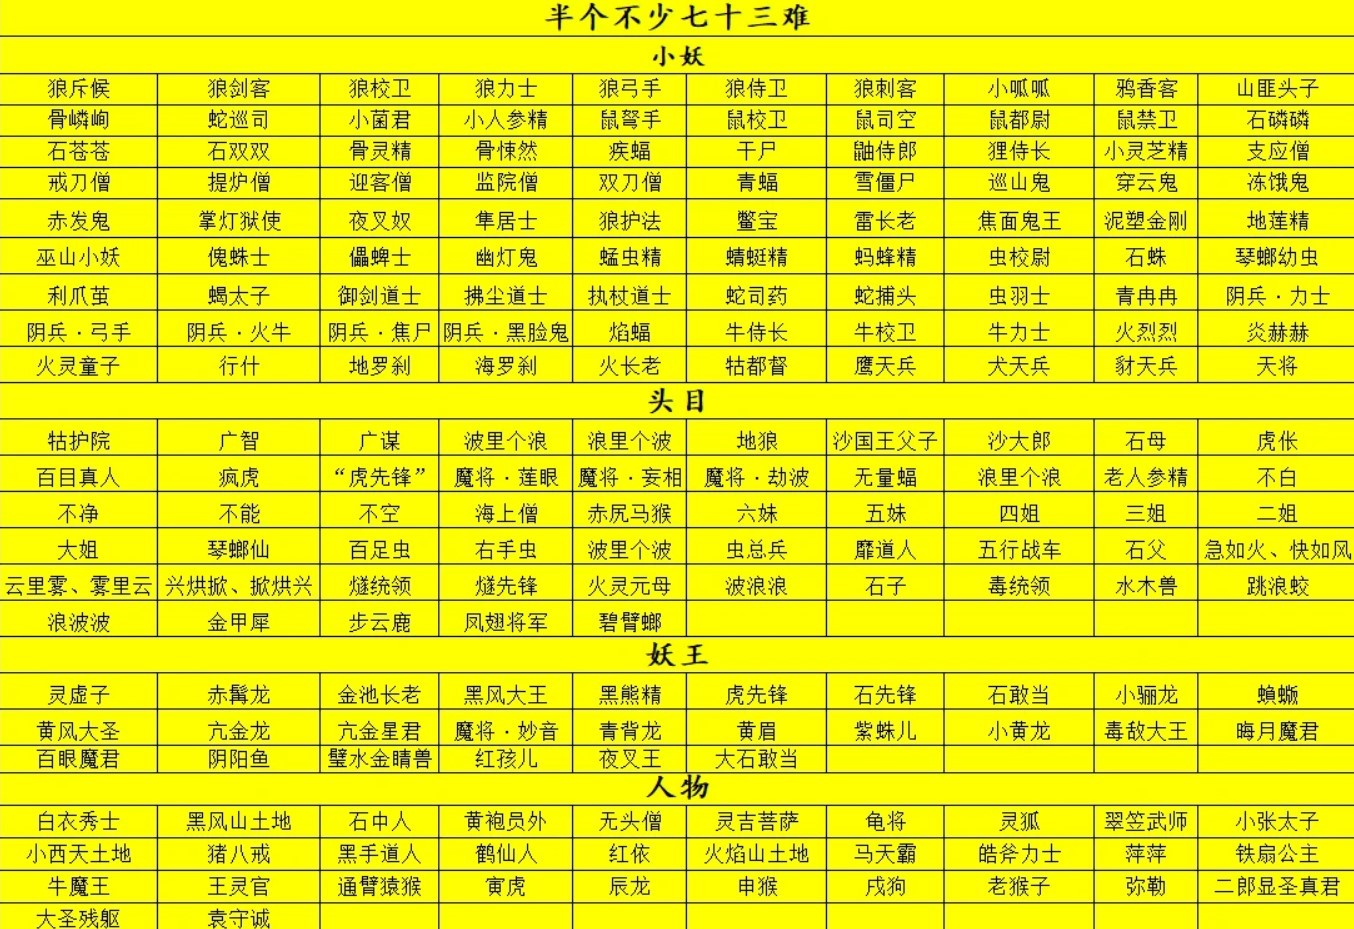 半个不少七十三难
小妖
狼斥候 狼剑客 狼校卫 狼力士 狼弓手 狼侍卫 狼刺客 小呱呱 鸦香客 山匪头子
骨嶙峋 蛇巡司 小菌君 小人参精 鼠弩手 鼠校卫 鼠司空 鼠都尉 鼠禁卫 石磷磷
石苍苍 石双双 骨灵精 骨悚然 疾蝠 干尸 鼬侍郎 狸侍长 小灵芝精 支应僧
戒刀僧 提炉僧 迎客僧 监院僧 双刀僧 青蝠 雪僵尸 巡山鬼 穿云鬼 冻饿鬼
赤发鬼 掌灯狱使 夜叉奴 隼居士 狼护法 鳖宝 雷长老 焦面鬼王 泥塑金刚 地莲精
巫山小妖 傀蛛士 儡蜱士 幽灯鬼 蜢虫精 蜻蜓精 蚂蜂精 虫校尉 石蛛 琴螂幼虫
利爪茧 蝎太子 御剑道士 拂尘道士 执杖道士 蛇司药 蛇捕头 虫羽士 青冉冉 阴兵·力士
阴兵·弓手 阴兵·火牛 阴兵·焦尸 阴兵·黑脸鬼 焰蝠 牛侍长 牛校卫 牛力士 火烈烈 炎赫赫
火灵童子 行什 地罗刹 海罗刹 火长老 牯都督 鹰天兵 犬天兵 豺天兵 天将
头目
牯护院 广智 广谋 波里个浪 浪里个波 地狼 沙国王父子 沙大郎 石母 虎伥
百目真人 疯虎 “虎先锋” 魔将·莲眼 魔将·妄相 魔将·劫波 无量蝠 浪里个浪 老人参精 不白
不净 不能 不空 海上僧 赤尻马猴 六妹 五妹 四姐 三姐 二姐
大姐 琴螂仙 百足虫 右手虫 波里个波 虫总兵 靡道人 五行战车 石父 急如火、快如风
云里雾、雾里云 兴烘掀、掀烘兴 燧统领 燧先锋 火灵元母 波浪浪 石子 毒统领 水木兽 跳浪蛟
浪波波 金甲犀 步云鹿 凤翅将军 碧臂螂
妖王
灵虚子 赤髯龙 金池长老 黑风大王 黑熊精 虎先锋 石先锋 石敢当 小骊龙 蝜蝂
黄风大圣 亢金龙 亢金星君 魔将·妙音 青背龙 黄眉 紫蛛儿 小黄龙 毒敌大王 晦月魔君
百眼魔君 阴阳鱼 璧水金睛兽 红孩儿 夜叉王 大石敢当
人物
白衣秀士 黑风山土地 石中人 黄袍员外 无头僧 灵吉菩萨 龟将 灵狐 翠笠武师 小张太子
小西天土地 猪八戒 黑手道人 鹤仙人 红依 火焰山土地 马天霸 皓斧力士 萍萍 铁扇公主
牛魔王 王灵官 通臂猿猴 寅虎 辰龙 申猴 戌狗 老猴子 弥勒 二郎显圣真君
大圣残躯 袁守诚